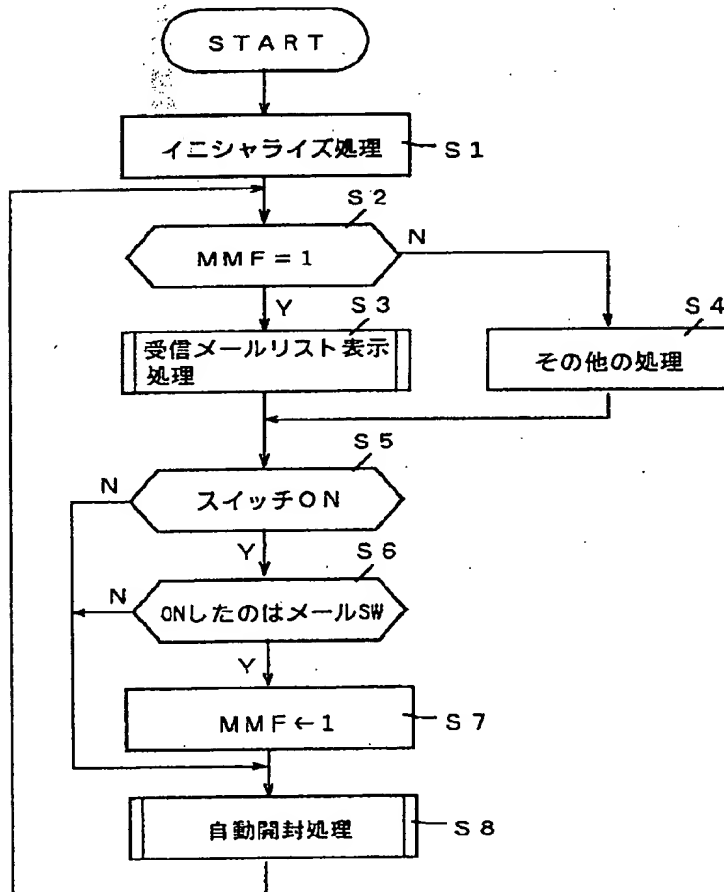 START
イニシャライズ処理
S1
S2
MMF=1
N
Y
S3
S4
受信メールリスト表示
処理
その他の処理
S5
N
スイッチON
Y
S6
N
ONしたのはメールSW
Y
MMF←1
S7
自動開封処理
S8